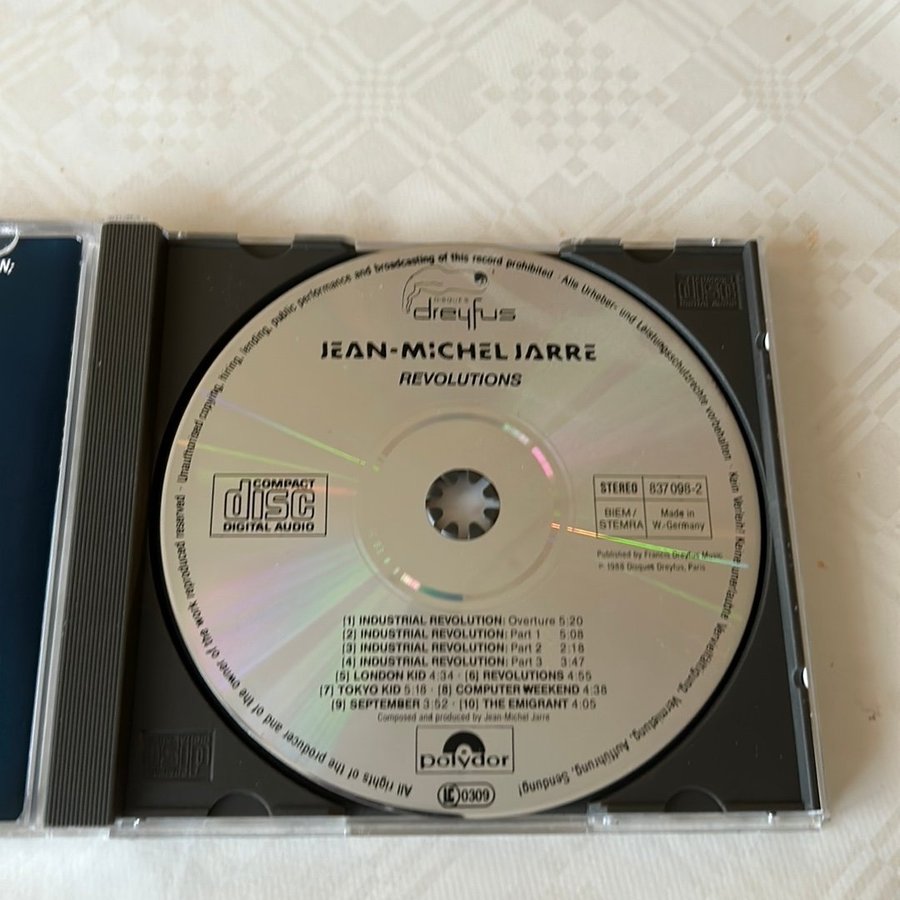 N;
All rights of the producer and of the owner of the work reproduced reserved · Unauthorised copying, hiring, lending, public performance and broadcasting of this record prohibited · Alle Urheber- und Leistungsschutzrechte vorbehalten · Kein Verleih! Keine unerlaubte Vervielfältigung, Vermietung, Aufführung, Sendung!
DISQUES
dreyfus
JEAN-MICHEL JARRE
REVOLUTIONS
COMPACT
disc
DIGITAL AUDIO
STEREO 837 098-2
BIEM/ STEMRA Made in W.-Germany
Published by Francis Dreyfus Music
℗ 1988 Disques Dreyfus, Paris
[1] INDUSTRIAL REVOLUTION: Overture 5:20
[2] INDUSTRIAL REVOLUTION: Part 1 5:08
[3] INDUSTRIAL REVOLUTION: Part 2 2:18
[4] INDUSTRIAL REVOLUTION: Part 3 3:47
[5] LONDON KID 4:34 · [6] REVOLUTIONS 4:55
[7] TOKYO KID 5:18 · [8] COMPUTER WEEKEND 4:38
[9] SEPTEMBER 3:52 · [10] THE EMIGRANT 4:05
Composed and produced by Jean-Michel Jarre
polydor
LC 0309